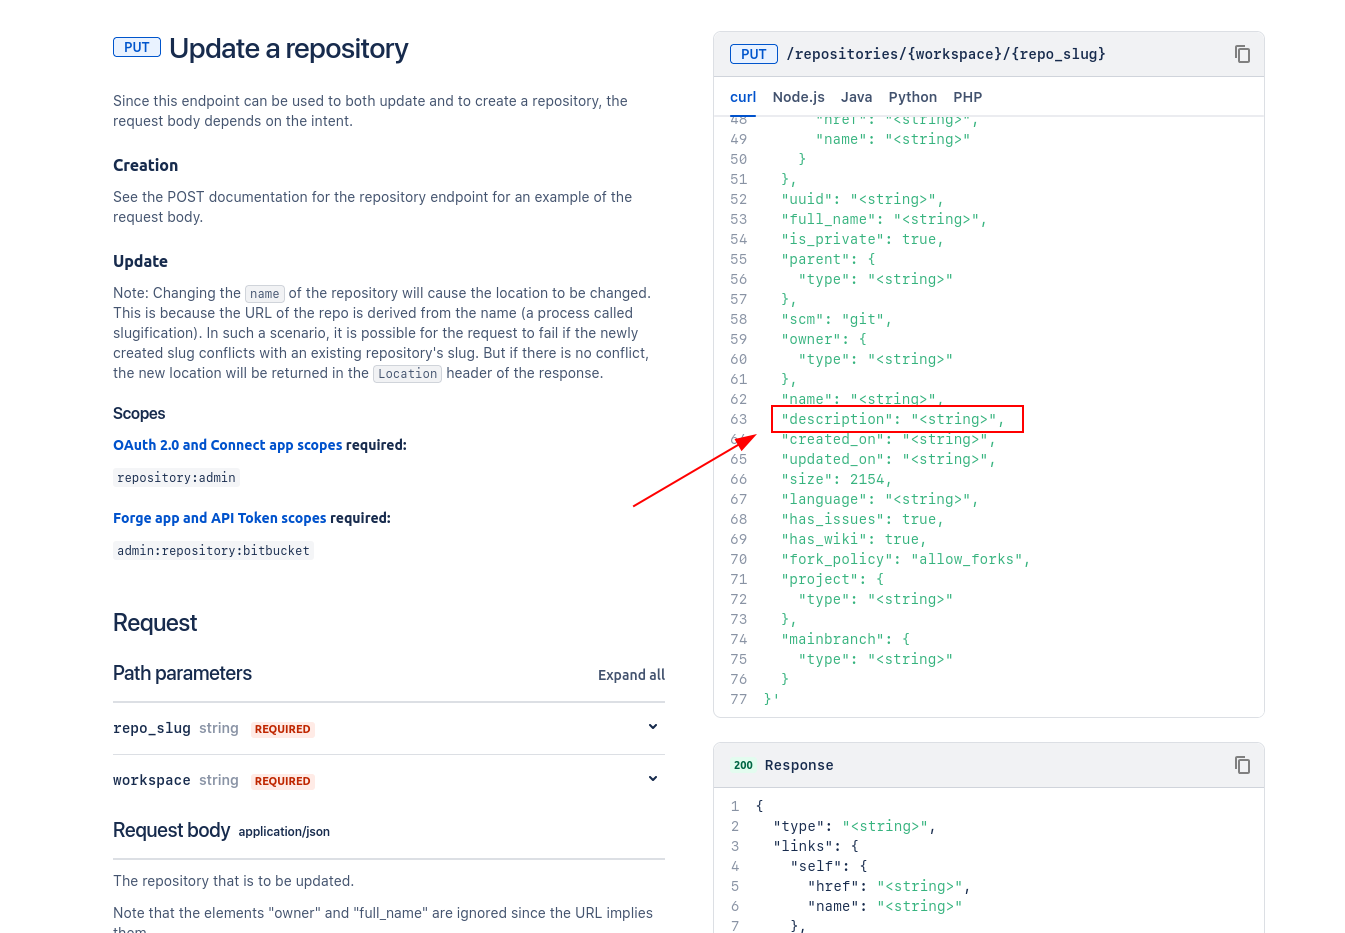 PUT Update a repository
Since this endpoint can be used to both update and to create a repository, the
request body depends on the intent.
Creation
See the POST documentation for the repository endpoint for an example of the
request body.
Update
Note: Changing the name of the repository will cause the location to be changed.
This is because the URL of the repo is derived from the name (a process called
slugification). In such a scenario, it is possible for the request to fail if the newly
created slug conflicts with an existing repository's slug. But if there is no conflict,
the new location will be returned in the Location header of the response.
Scopes
OAuth 2.0 and Connect app scopes required:
repository:admin
Forge app and API Token scopes required:
admin:repository:bitbucket
Request
Path parameters Expand all
repo_slug string REQUIRED
workspace string REQUIRED
Request body application/json
The repository that is to be updated.
Note that the elements "owner" and "full_name" are ignored since the URL implies
them.
PUT /repositories/{workspace}/{repo_slug}
curl Node.js Java Python PHP
48 "href": "<string>",
49 "name": "<string>"
50 }
51 },
52 "uuid": "<string>",
53 "full_name": "<string>",
54 "is_private": true,
55 "parent": {
56 "type": "<string>"
57 },
58 "scm": "git",
59 "owner": {
60 "type": "<string>"
61 },
62 "name": "<string>",
63 "description": "<string>",
64 "created_on": "<string>",
65 "updated_on": "<string>",
66 "size": 2154,
67 "language": "<string>",
68 "has_issues": true,
69 "has_wiki": true,
70 "fork_policy": "allow_forks",
71 "project": {
72 "type": "<string>"
73 },
74 "mainbranch": {
75 "type": "<string>"
76 }
77 }'
200 Response
1 {
2 "type": "<string>",
3 "links": {
4 "self": {
5 "href": "<string>",
6 "name": "<string>"
7 },